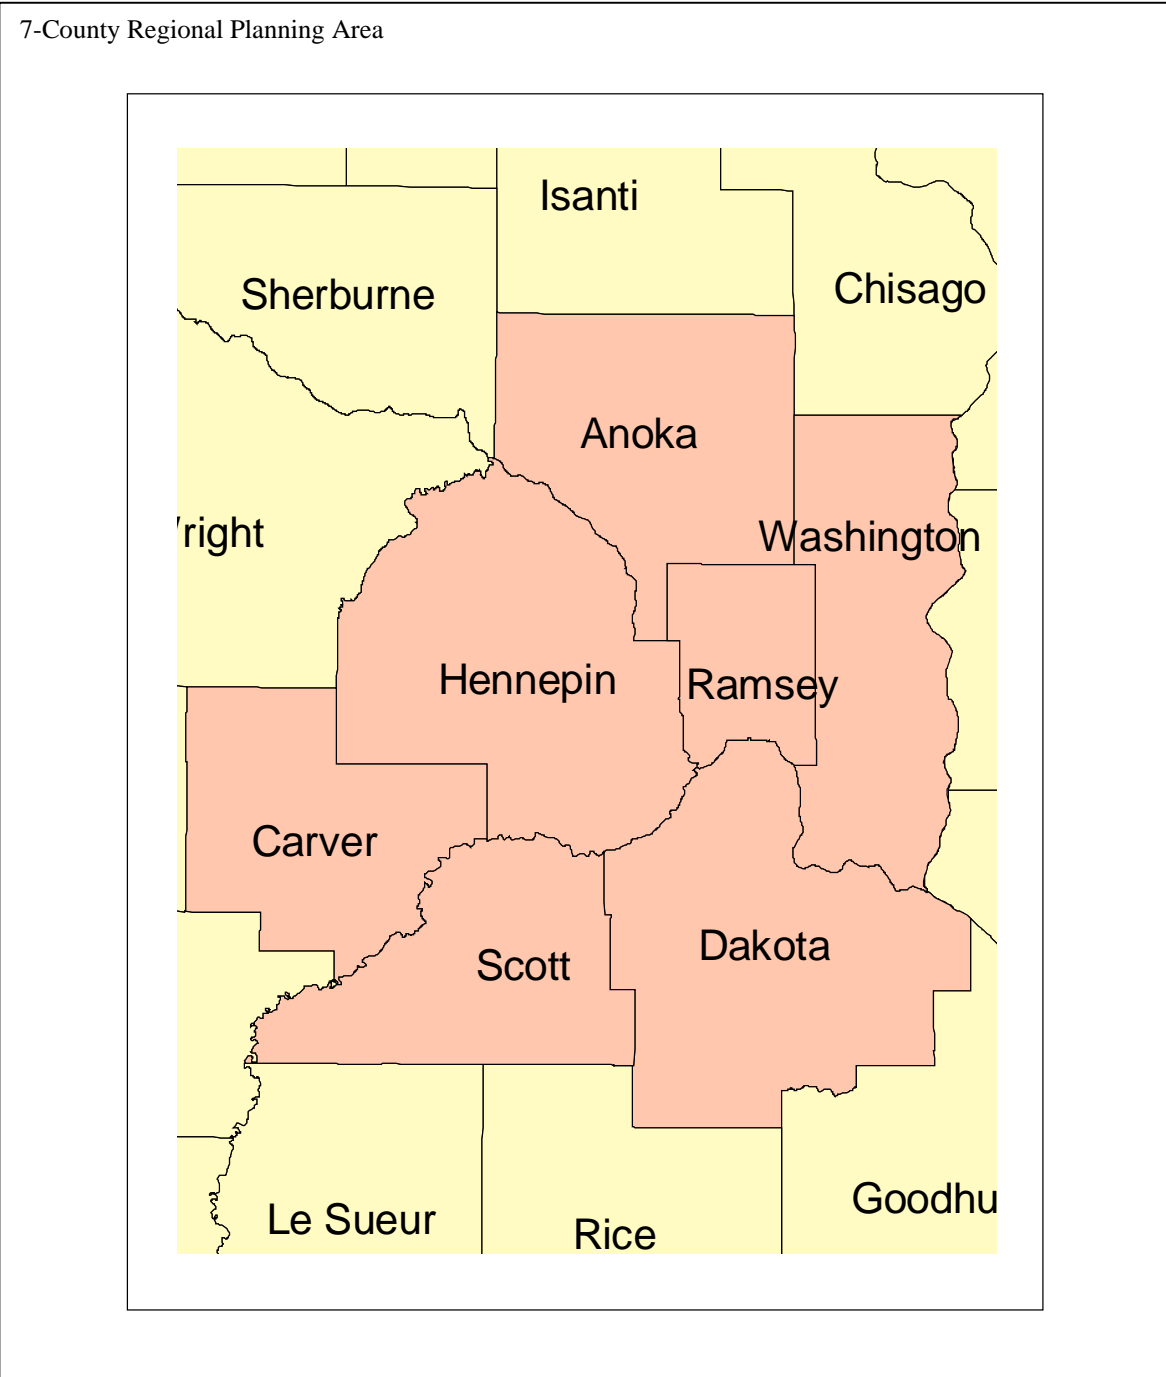 7-County Regional Planning Area
Isanti
Sherburne
Chisago
Anoka
right
Washington
Hennepin
Ramsey
Carver
Scott
Dakota
Goodhu
Le Sueur
Rice